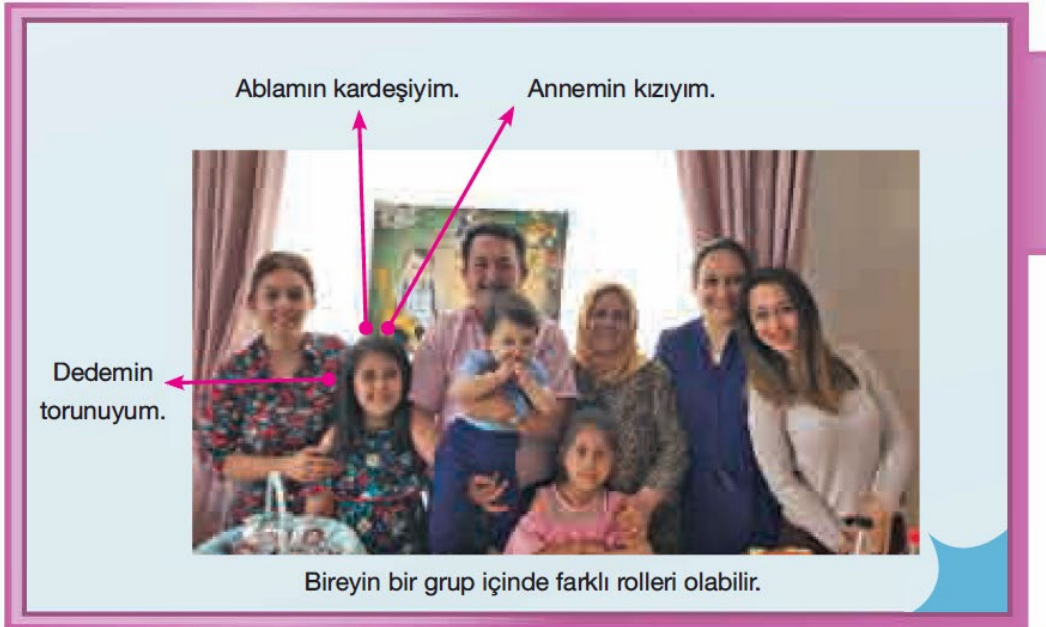 Ablamın kardeşiyim.
Annemin kızıyım.
Dedemin
torunuyum.
Bireyin bir grup içinde farklı rolleri olabilir.